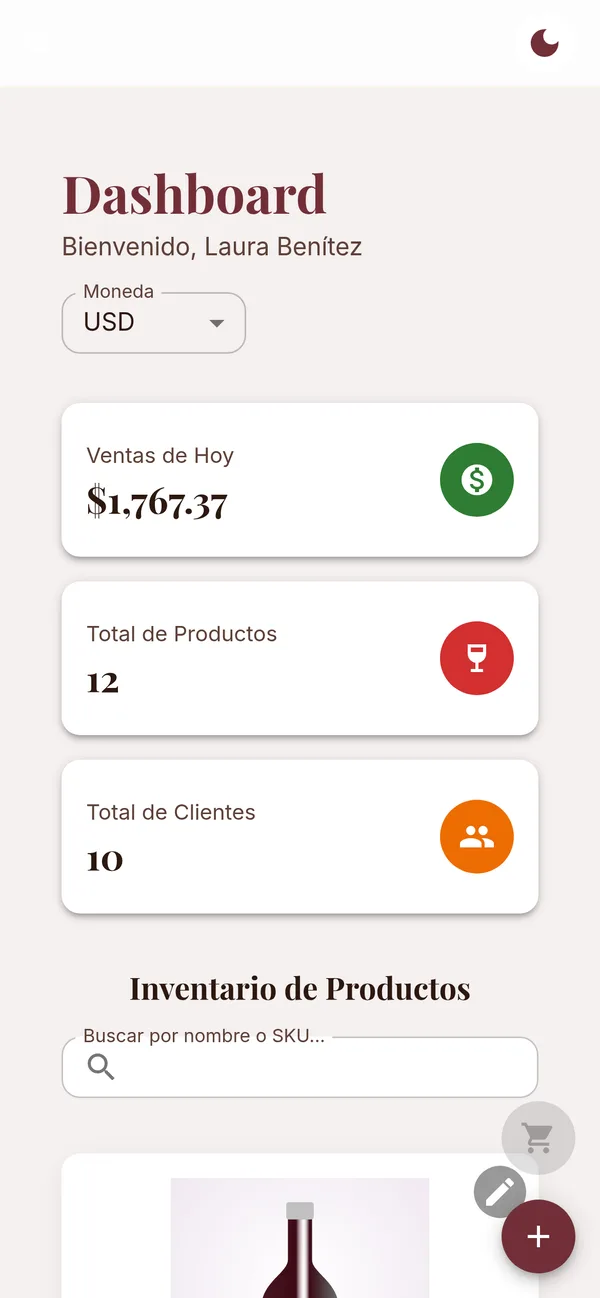 Dashboard
Bienvenido, Laura Benítez
Moneda
USD
Ventas de Hoy
$1,767.37
Total de Productos
12
Total de Clientes
10
Inventario de Productos
Buscar por nombre o SKU...